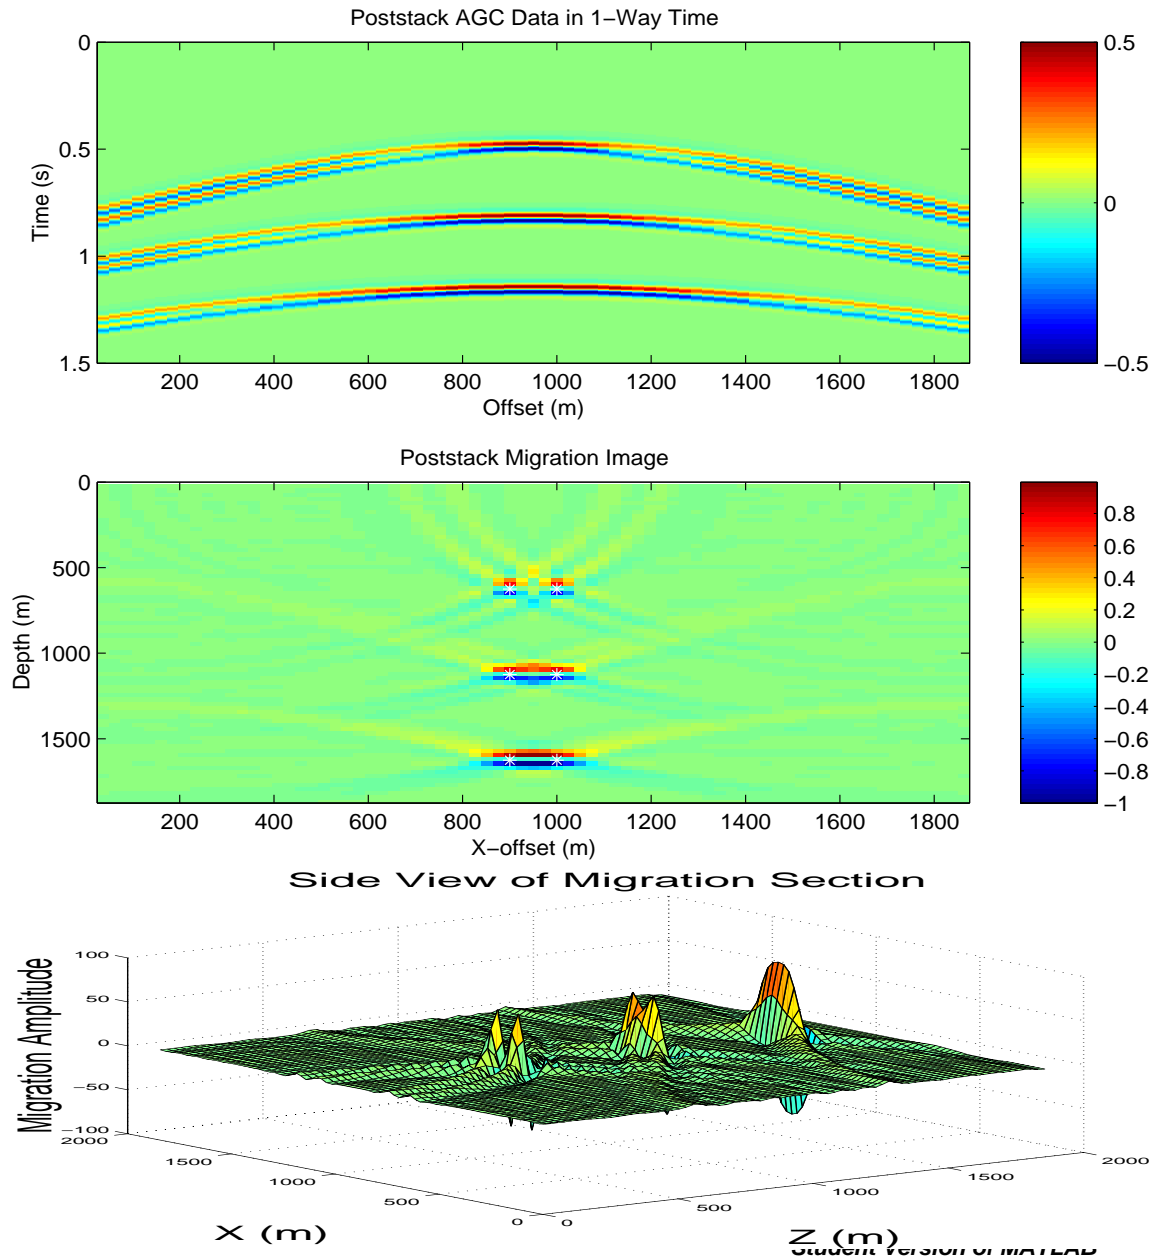 Poststack AGC Data in 1−Way Time
0
0.5
1
1.5
Time (s)
200 400 600 800 1000 1200 1400 1600 1800
Offset (m)
0.5
0
−0.5
Poststack Migration Image
0
500
1000
1500
Depth (m)
200 400 600 800 1000 1200 1400 1600 1800
X−offset (m)
0.8
0.6
0.4
0.2
0
−0.2
−0.4
−0.6
−0.8
−1
Side View of Migration Section
100
50
0
−50
−100
Migration Amplitude
2000
1500
1000
500
0
X (m)
0
500
1000
1500
2000
Z (m)
Student Version of MATLAB